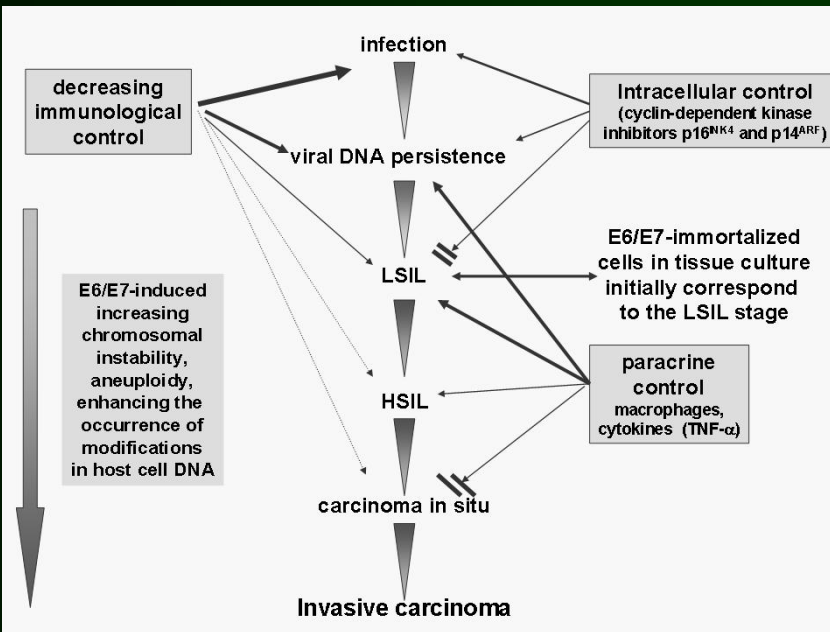 infection
decreasing
immunological
control
Intracellular control
(cyclin-dependent kinase
inhibitors p16ᴵᴺᴷ⁴ and p14ᴬᴿᶠ)
viral DNA persistence
LSIL
E6/E7-immortalized
cells in tissue culture
initially correspond
to the LSIL stage
E6/E7-induced
increasing
chromosomal
instability,
aneuploidy,
enhancing the
occurrence of
modifications
in host cell DNA
HSIL
paracrine
control
macrophages,
cytokines (TNF-α)
carcinoma in situ
Invasive carcinoma